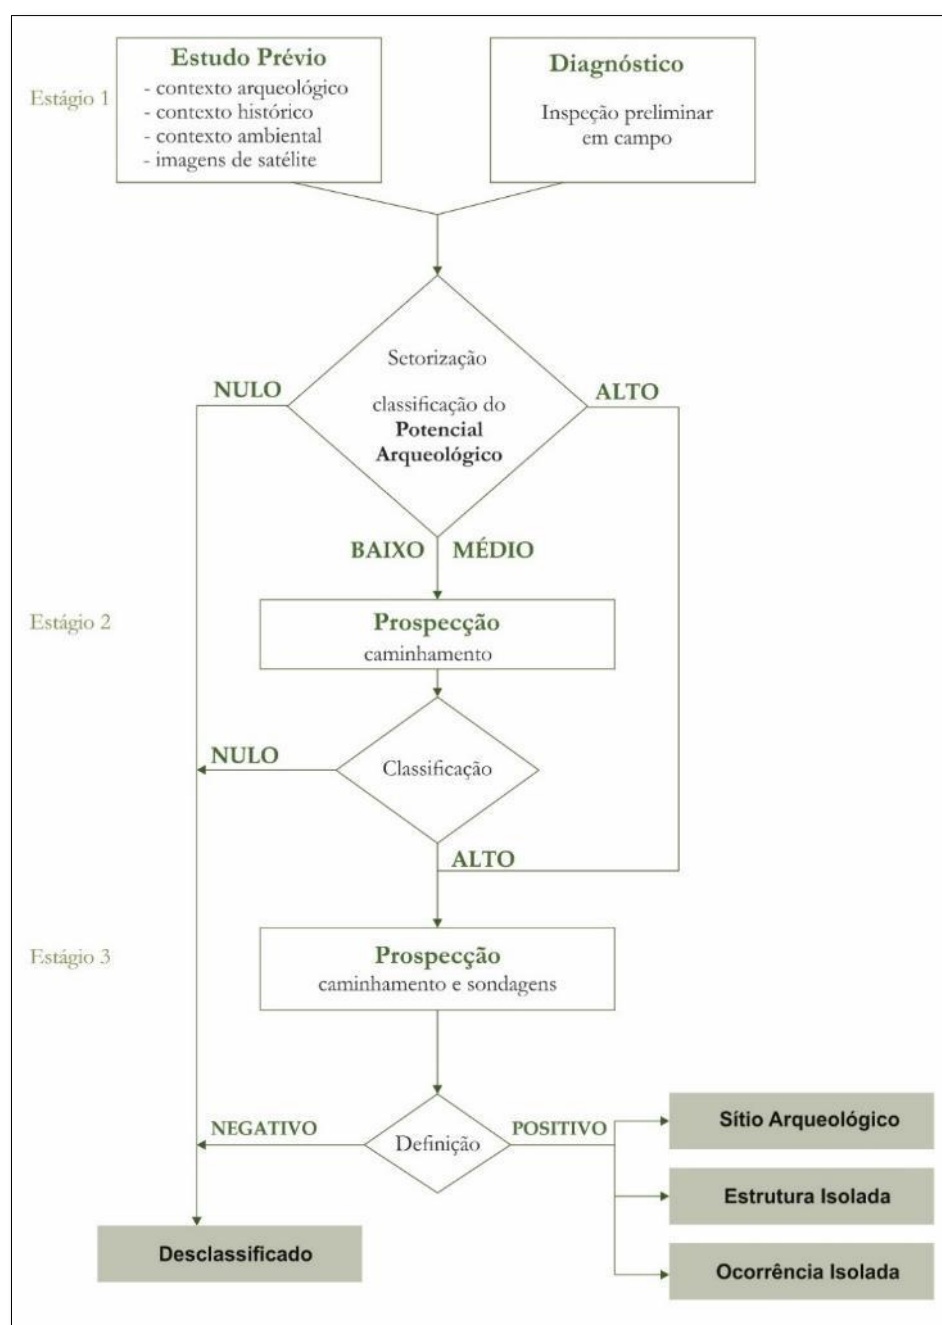 Estágio 1
Estudo Prévio
- contexto arqueológico
- contexto histórico
- contexto ambiental
- imagens de satélite
Diagnóstico
Inspeção preliminar
em campo
Setorização
classificação do
Potencial
Arqueológico
NULO
ALTO
BAIXO
MÉDIO
Estágio 2
Prospecção
caminhamento
NULO
Classificação
ALTO
Estágio 3
Prospecção
caminhamento e sondagens
NEGATIVO
Definição
POSITIVO
Sítio Arqueológico
Estrutura Isolada
Ocorrência Isolada
Desclassificado